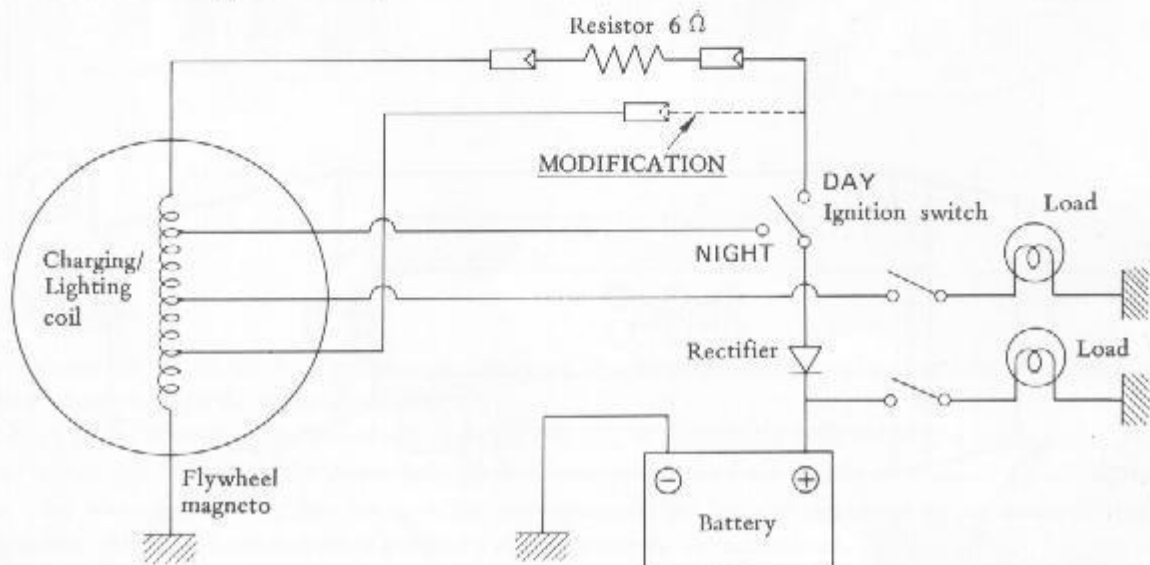 Resistor 6 Ω
MODIFICATION
DAY
Ignition switch
Load
NIGHT
Charging/
Lighting
coil
Rectifier
Load
Flywheel
magneto
⊖ ⊕
Battery